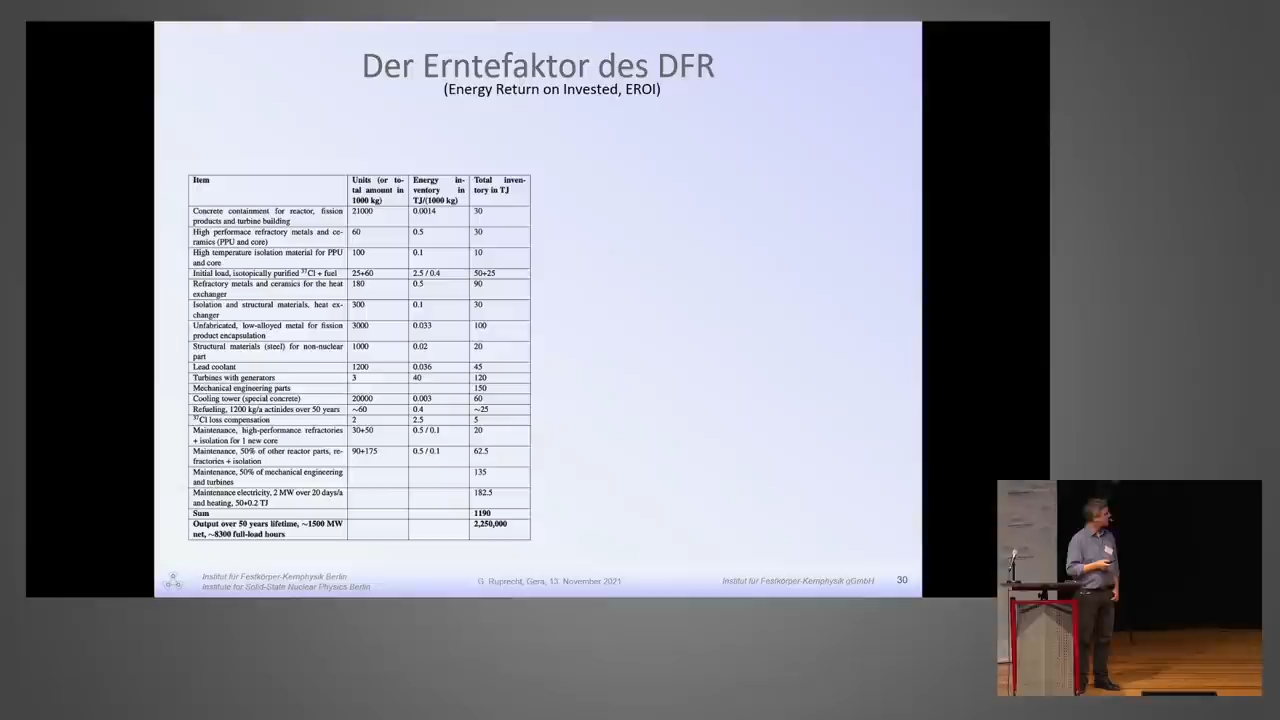 Der Erntefaktor des DFR
(Energy Return on Invested, EROI)
Item
Units (or to-
tal amount in
1000 kg)
Energy in-
ventory in
TJ/(1000 kg)
Total inven-
tory in TJ
Concrete containment for reactor, fission
products and turbine building
21000
0.0014
30
High performace refractory metals and ce-
ramics (PPU and core)
60
0.5
30
High temperature isolation material for PPU
and core
100
0.1
10
Initial load, isotopically purified ³⁷Cl + fuel
25+60
2.5 / 0.4
50+25
Refractory metals and ceramics for the heat
exchanger
180
0.5
90
Isolation and structural materials, heat ex-
changer
300
0.1
30
Unfabricated, low-alloyed metal for fission
product encapsulation
3000
0.033
100
Structural materials (steel) for non-nuclear
part
1000
0.02
20
Lead coolant
1200
0.036
45
Turbines with generators
3
40
120
Mechanical engineering parts
150
Cooling tower (special concrete)
20000
0.003
60
Refueling, 1200 kg/a actinides over 50 years
~60
0.4
~25
³⁷Cl loss compensation
2
2.5
5
Maintenance, high-performance refractories
+ isolation for 1 new core
30+50
0.5 / 0.1
20
Maintenance, 50% of other reactor parts, re-
fractories + isolation
90+175
0.5 / 0.1
62.5
Maintenance, 50% of mechanical engineering
and turbines
135
Maintenance electricity, 2 MW over 20 days/a
and heating, 50+0.2 TJ
182.5
Sum
1190
Output over 50 years lifetime, ~1500 MW
net, ~8300 full-load hours
2,250,000
Institut für Festkörper-Kernphysik Berlin
Institute for Solid-State Nuclear Physics Berlin
G. Ruprecht, Gera, 13. November 2021
Institut für Festkörper-Kernphysik gGmbH
30